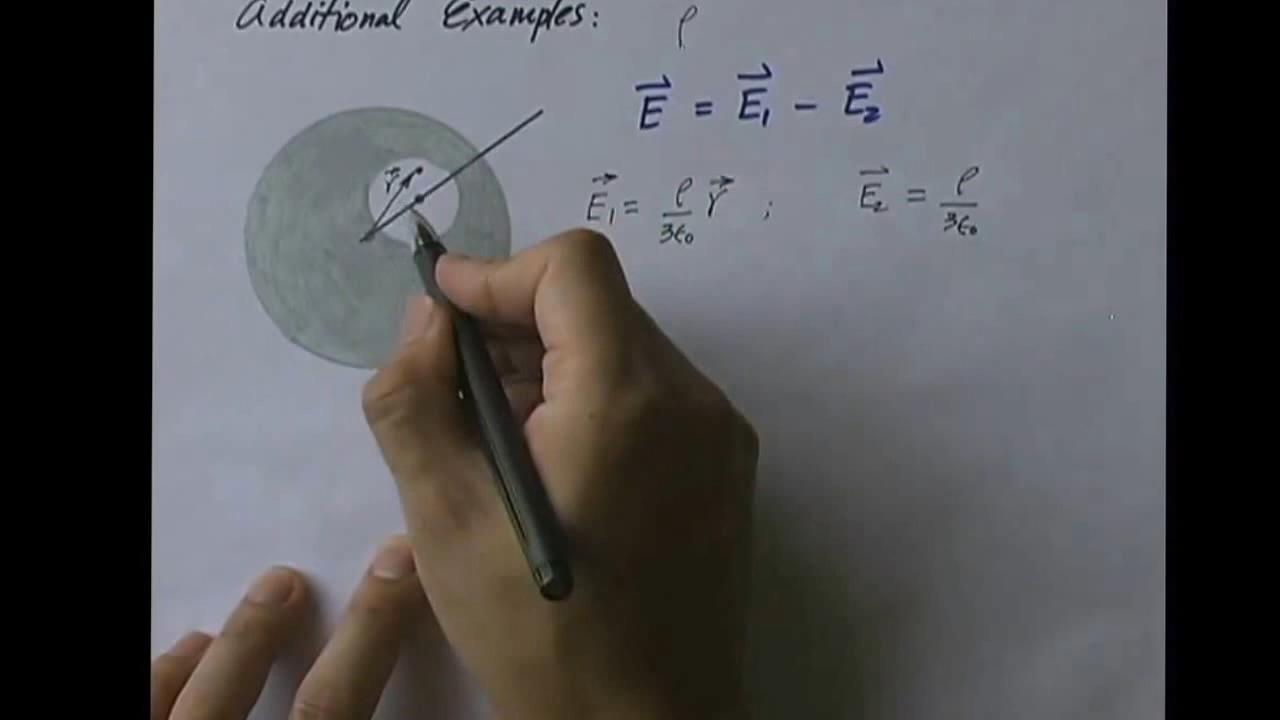 Additional Examples: ρ
E⃗ = E⃗₁ − E⃗₂
r⃗
E⃗₁ = ρ/3ϵ₀ r⃗ ; E⃗₂ = ρ/3ϵ₀